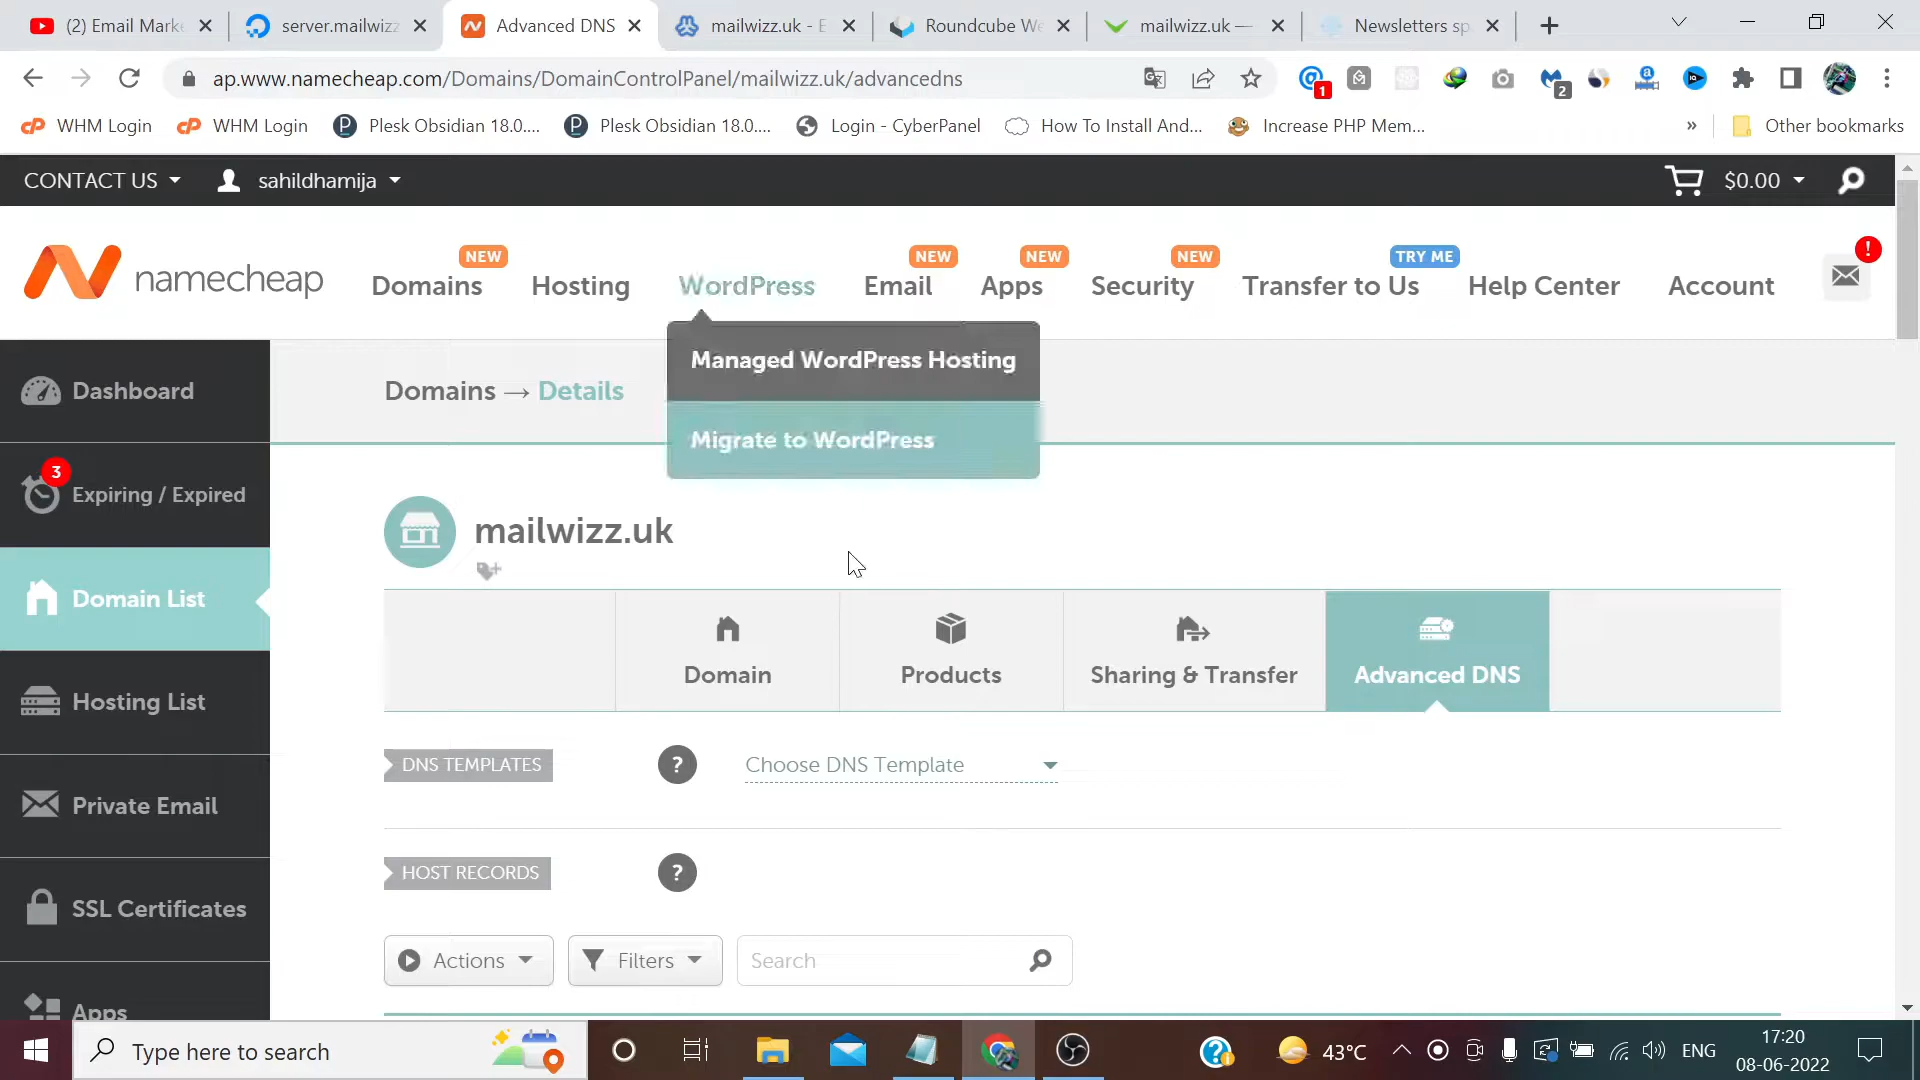 (2) Email Marke
server.mailwizz
Advanced DNS
mailwizz.uk - E
Roundcube We
mailwizz.uk —
Newsletters sp
ap.www.namecheap.com/Domains/DomainControlPanel/mailwizz.uk/advancedns
1
2
WHM Login
WHM Login
Plesk Obsidian 18.0....
Plesk Obsidian 18.0....
Login - CyberPanel
How To Install And...
Increase PHP Mem...
»
Other bookmarks
CONTACT US
sahildhamija
$0.00
namecheap
NEW
Domains
Hosting
WordPress
NEW
Email
NEW
Apps
NEW
Security
TRY ME
Transfer to Us
Help Center
Account
!
Managed WordPress Hosting
Migrate to WordPress
Dashboard
3
Expiring / Expired
Domain List
Hosting List
Private Email
SSL Certificates
Apps
Domains → Details
mailwizz.uk
Domain
Products
Sharing & Transfer
Advanced DNS
DNS TEMPLATES
?
Choose DNS Template
HOST RECORDS
?
Actions
Filters
Search
Type here to search
43°C
ENG
17:20
08-06-2022